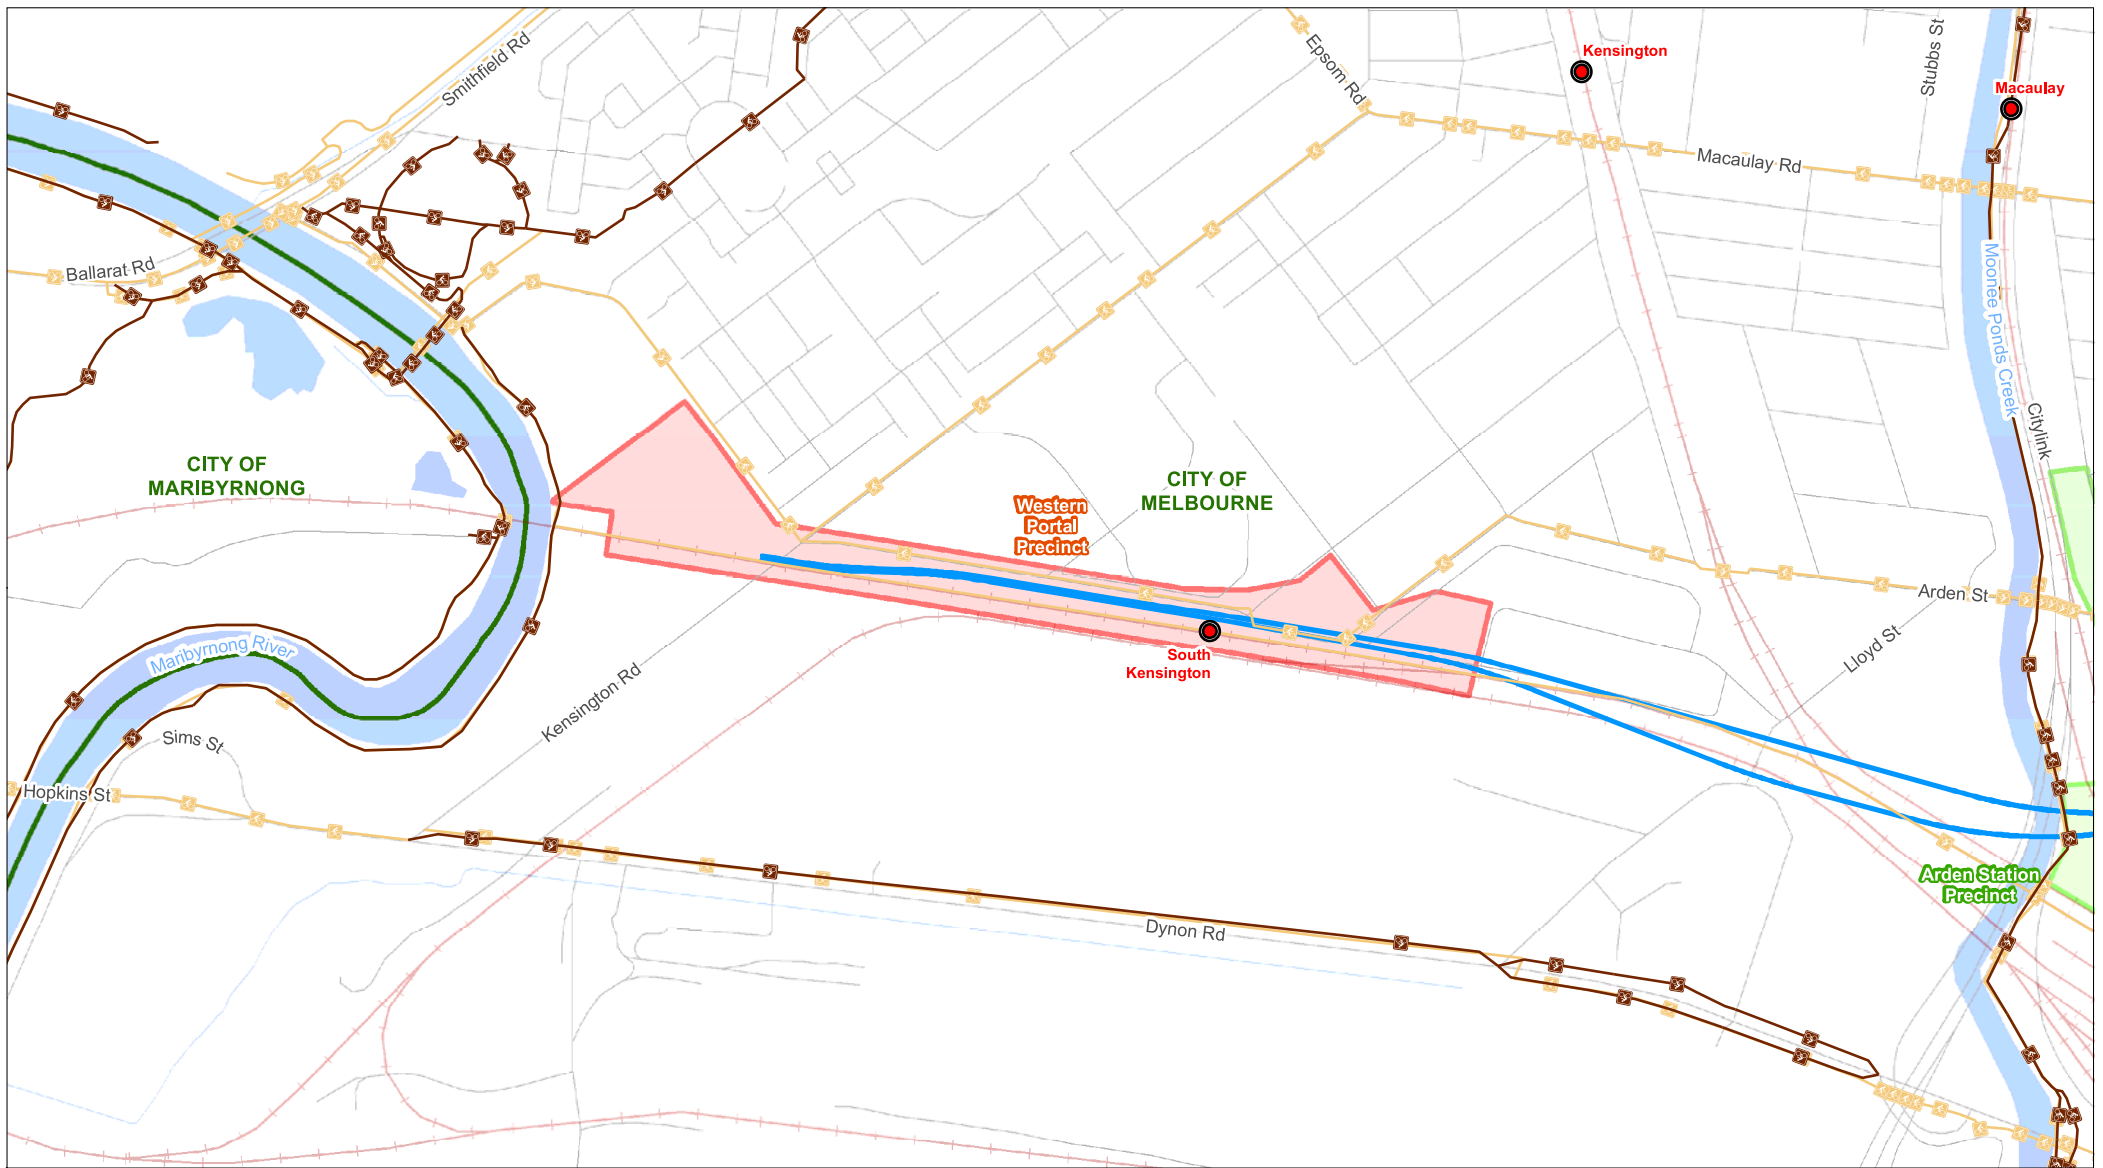 Smithfield Rd
Epsom Rd
Kensington
Stubbs St
Macaulay
Macaulay Rd
Ballarat Rd
Moonee Ponds Creek
Citylink
CITY OF
MARIBYRNONG
CITY OF
MELBOURNE
Western
Portal
Precinct
Arden St
Maribyrnong River
Lloyd St
South
Kensington
Kensington Rd
Sims St
Hopkins St
Arden Station
Precinct
Dynon Rd